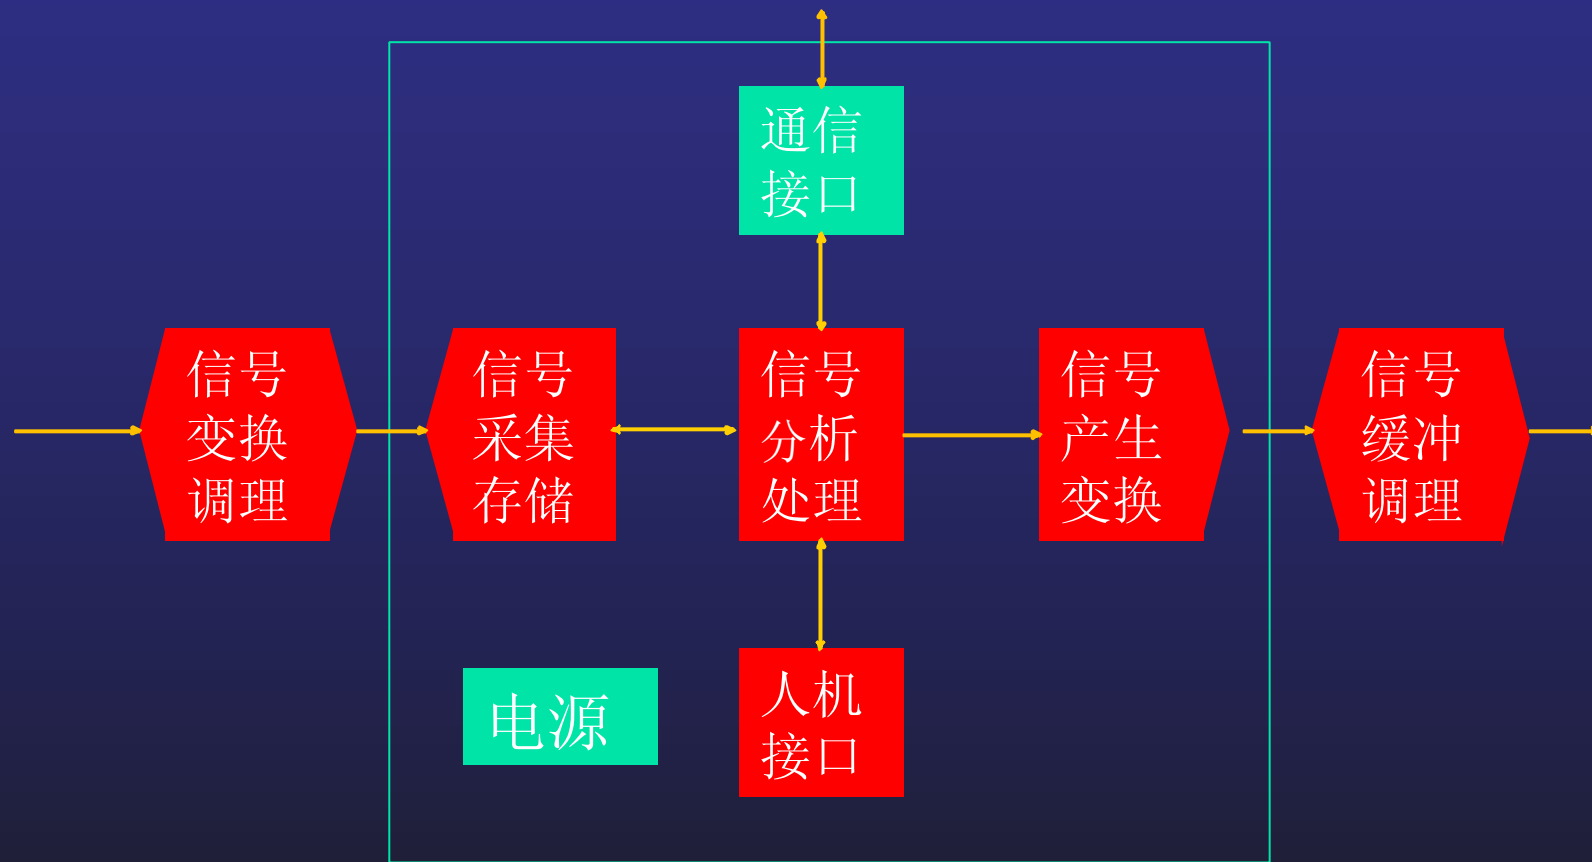 通信
接口
信号
变换
调理
信号
采集
存储
信号
分析
处理
信号
产生
变换
信号
缓冲
调理
电源
人机
接口